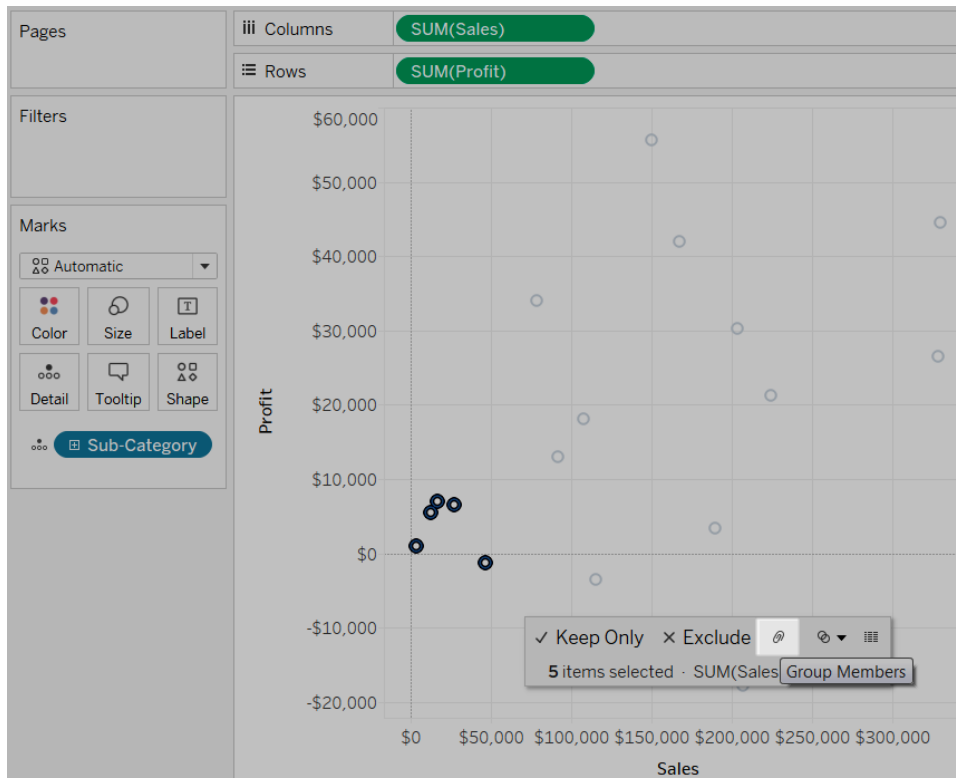 Pages
Columns
SUM(Sales)
Rows
SUM(Profit)
Filters
Marks
Automatic
Color
Size
Label
Detail
Tooltip
Shape
Sub-Category
$60,000
$50,000
$40,000
$30,000
$20,000
$10,000
$0
-$10,000
-$20,000
Profit
Keep Only
Exclude
5 items selected · SUM(Sales
Group Members
$0 $50,000 $100,000 $150,000 $200,000 $250,000 $300,000
Sales